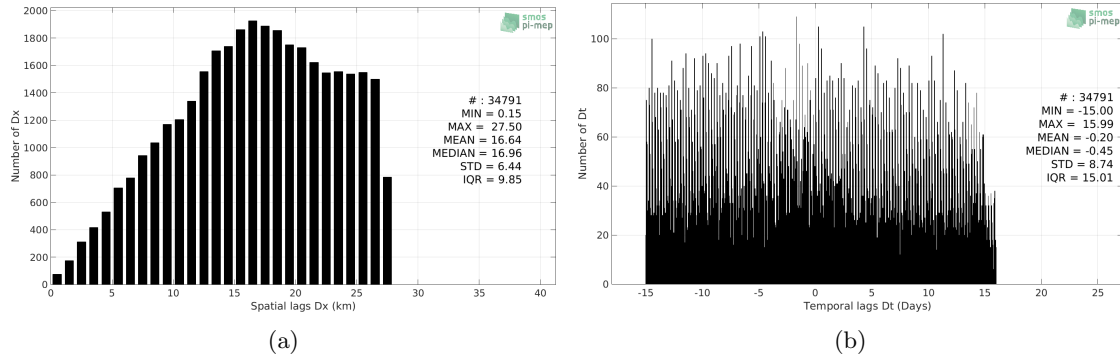 2000
1800
1600
1400
1200
1000
800
600
400
200
0
Number of Dx
0 5 10 15 20 25 30 35 40
Spatial lags Dx (km)
smos
pi-mep
# : 34791
MIN = 0.15
MAX = 27.50
MEAN = 16.64
MEDIAN = 16.96
STD = 6.44
IQR = 9.85
(a)
100
80
60
40
20
0
Number of Dt
-15 -10 -5 0 5 10 15 20 25
Temporal lags Dt (Days)
smos
pi-mep
# : 34791
MIN = -15.00
MAX = 15.99
MEAN = -0.20
MEDIAN = -0.45
STD = 8.74
IQR = 15.01
(b)